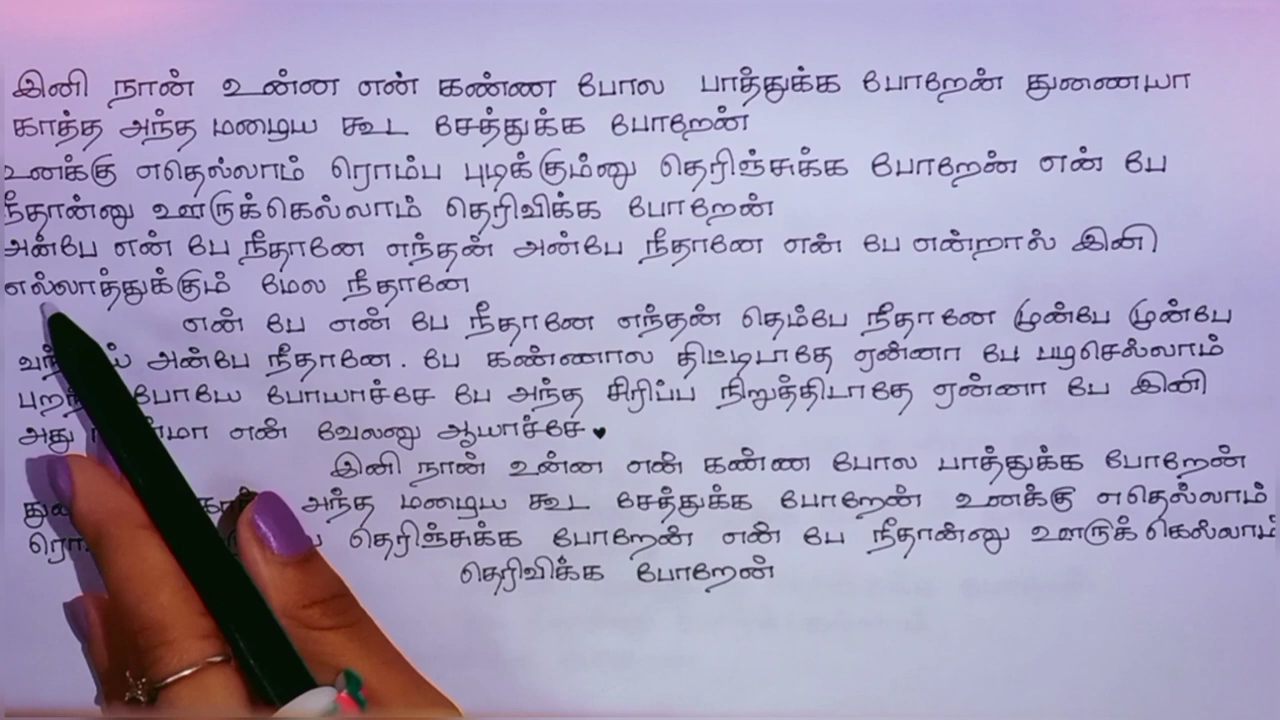 இனி நான் உன்ன என் கண்ண போல பாத்துக்க போறேன் துணையா
காத்த அந்த மழைய கூட சேத்துக்க போறேன்
உனக்கு எதெல்லாம் ரொம்ப புடிக்கும்னு தெரிஞ்சுக்க போறேன் என் பே
நீதான்னு ஊருக்கெல்லாம் தெரிவிக்க போறேன்
அன்பே என் பே நீதானே எந்தன் அன்பே நீதானே என் பே என்றால் இனி
எல்லாத்துக்கும் மேல நீதானே
என் பே என் பே நீதானே எந்தன் தெம்பே நீதானே முன்பே முன்பே
அன்பே நீதானே. பே கண்ணால திட்டிடாதே ஏன்னா பே பழசெல்லாம்
போயே போயாச்சே பே அந்த சிரிப்ப நிறுத்திடாதே ஏன்னா பே இனி
அது என் வேலனு ஆயாச்சே ♥
இனி நான் உன்ன என் கண்ண போல பாத்துக்க போறேன்
அந்த மழைய கூட சேத்துக்க போறேன் உனக்கு எதெல்லாம்
தெரிஞ்சுக்க போறேன் என் பே நீதான்னு ஊருக்கெல்லாம்
தெரிவிக்க போறேன்